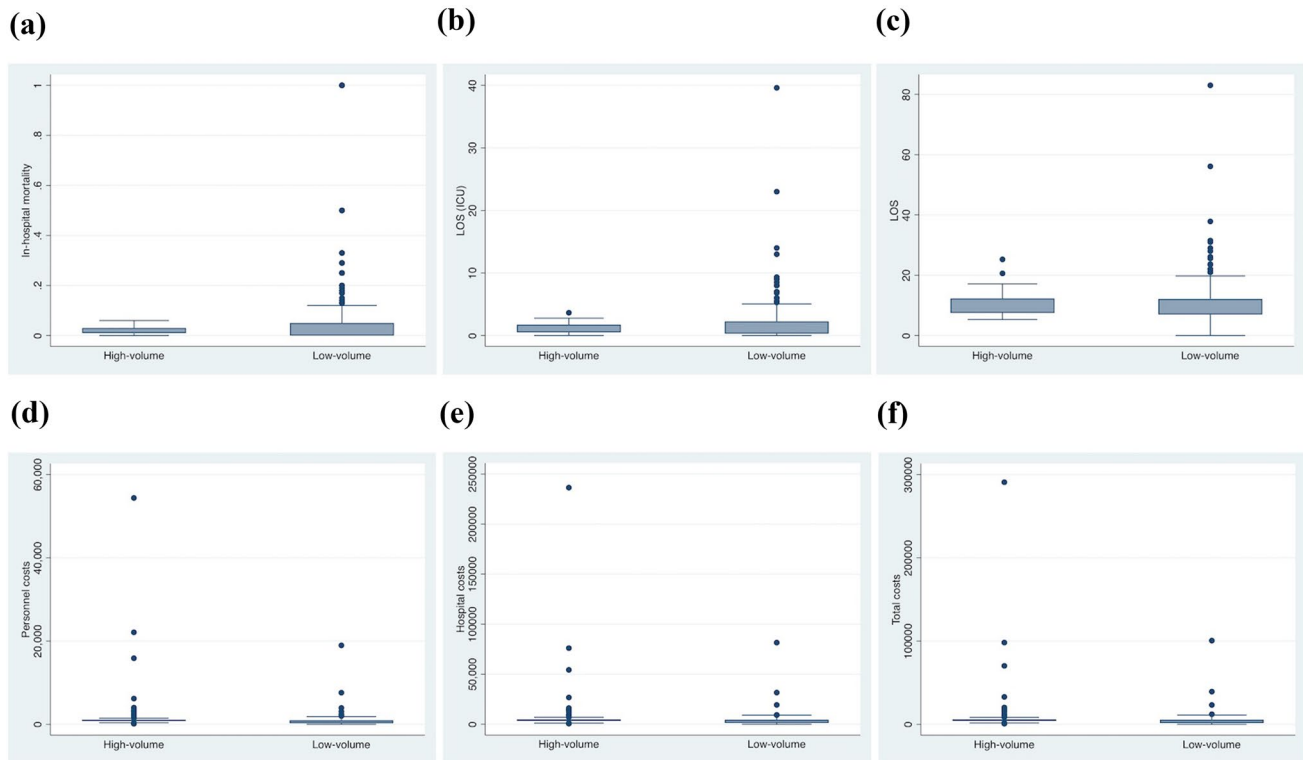 (a)
(b)
(c)
In-hospital mortality
1
.8
.6
.4
.2
0
High-volume
Low-volume
LOS (ICU)
40
30
20
10
0
High-volume
Low-volume
LOS
80
60
40
20
0
High-volume
Low-volume
(d)
(e)
(f)
Personnel costs
60,000
40,000
20,000
0
High-volume
Low-volume
Hospital costs
250000
200000
150000
100000
50,000
0
High-volume
Low-volume
Total costs
300000
200000
100000
0
High-volume
Low-volume